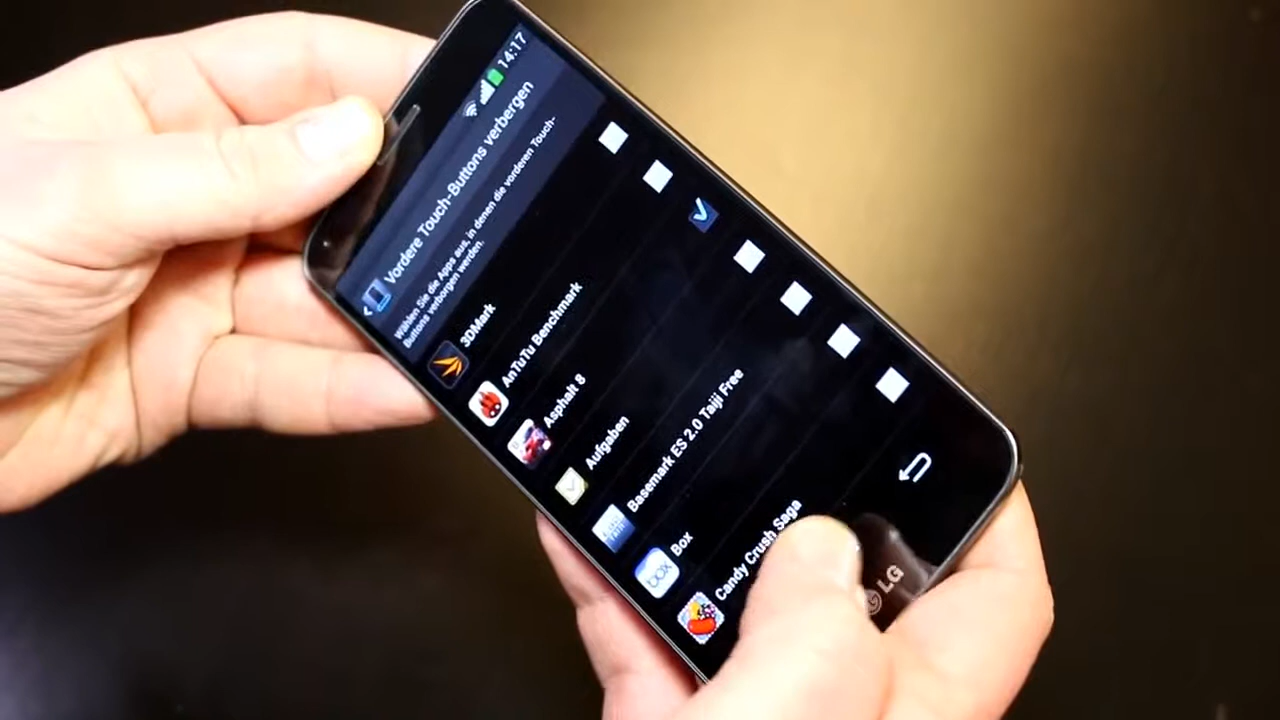 14:17
Vordere Touch-Buttons verbergen
Wählen Sie die Apps aus, in denen die vorderen Touch-
Buttons verborgen werden.
3DMark
AnTuTu Benchmark
Asphalt 8
Aufgaben
Basemark ES 2.0 Taiji Free
Box
box
Candy Crush Saga
LG